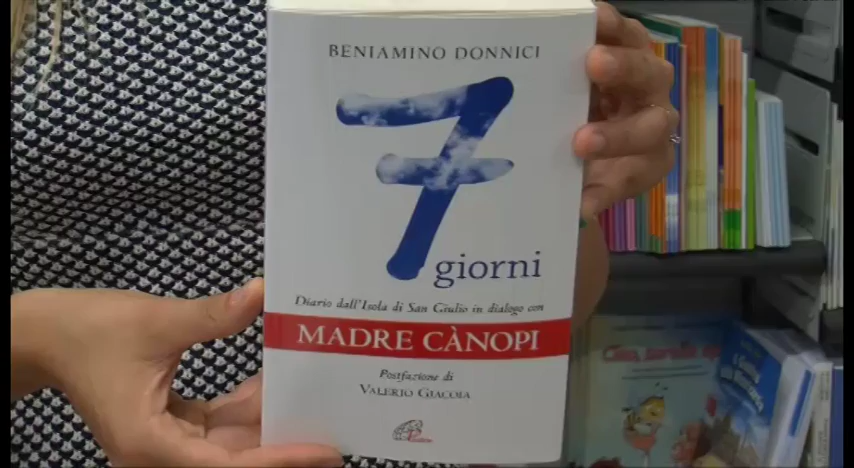 BENIAMINO DONNICI
7
giorni
Diario dall'Isola di San Giulio in dialogo con
MADRE CÀNOPI
Postfazione di
VALERIO GIACOIA